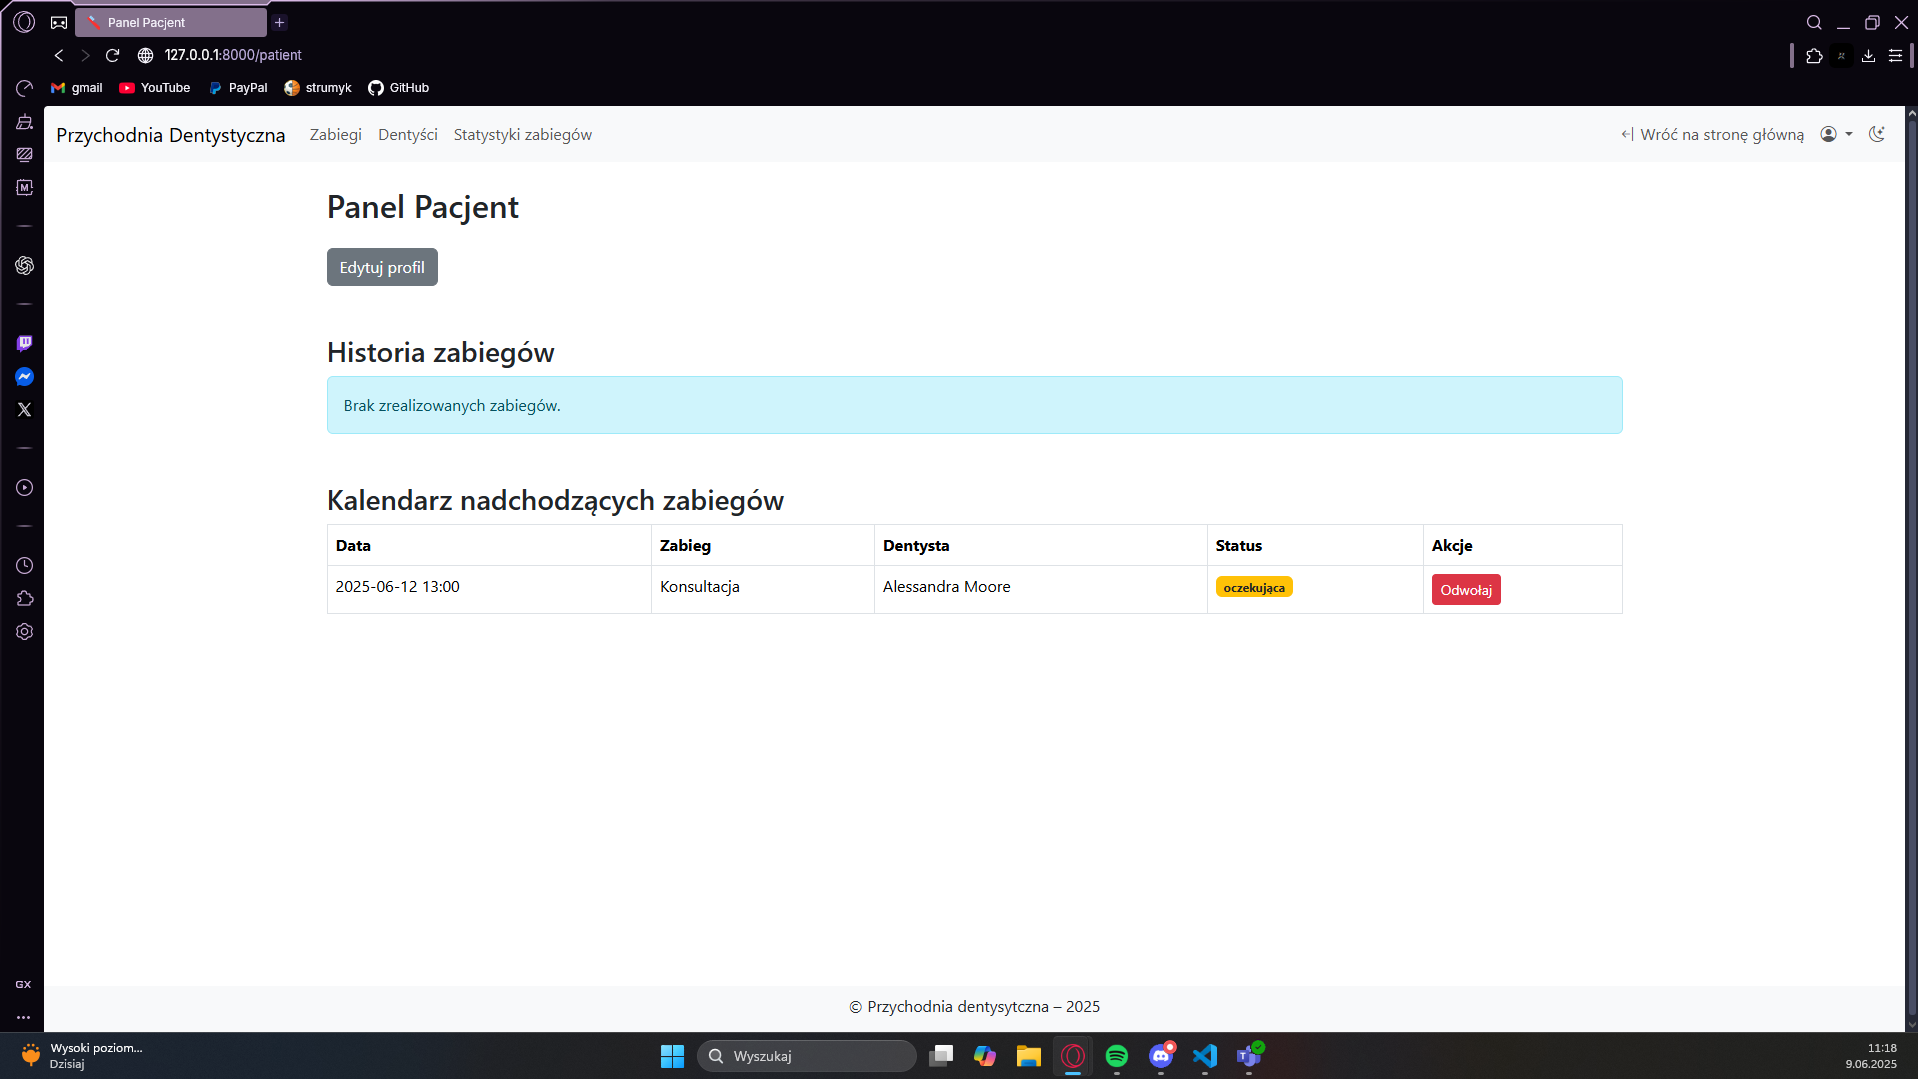 Panel Pacjent
127.0.0.1:8000/patient
gmail YouTube PayPal strumyk GitHub
Przychodnia Dentystyczna Zabiegi Dentyści Statystyki zabiegów Wróć na stronę główną
M
Panel Pacjent
Edytuj profil
Historia zabiegów
Brak zrealizowanych zabiegów.
Kalendarz nadchodzących zabiegów
Data Zabieg Dentysta Status Akcje
2025-06-12 13:00 Konsultacja Alessandra Moore oczekująca Odwołaj
GX
© Przychodnia dentysytczna – 2025
Wysoki poziom...
Dzisiaj
Wyszukaj
11:18
9.06.2025